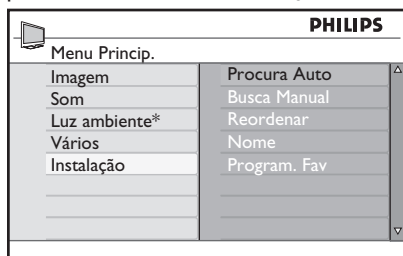 PHILIPS
Menu Princip.
Imagem
Som
Luz ambiente*
Vários
Instalação
Procura Auto
Busca Manual
Reordenar
Nome
Program. Fav